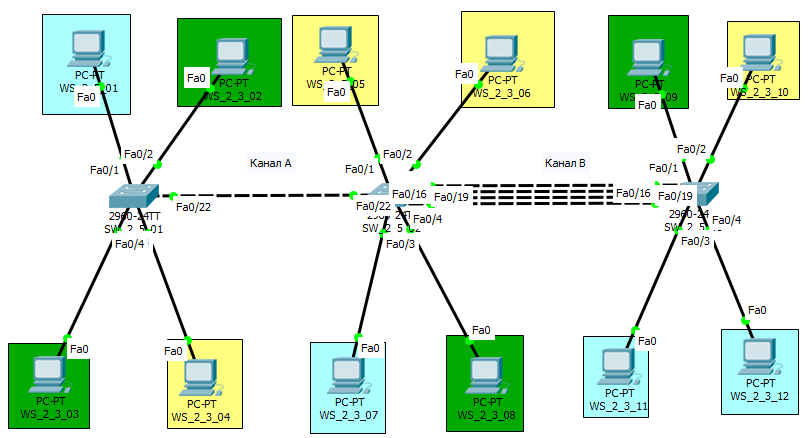 PC-PT
Fa0
Fa0
PC-PT
WS_2_3_02
PC-PT
Fa0
Fa0
PC-PT
WS_2_3_06
PC-PT
Fa0
Fa0
PC-PT
WS_2_3_10
Fa0/1
Fa0/2
Канал A
Fa0/1
Fa0/2
Канал B
Fa0/1
Fa0/2
2960-24TT
Fa0/4
Fa0/22
Fa0/22
Fa0/16
Fa0/19
Fa0/4
Fa0/3
Fa0/16
Fa0/19
Fa0/4
Fa0/3
Fa0
PC-PT
WS_2_3_03
Fa0
PC-PT
WS_2_3_04
Fa0
PC-PT
WS_2_3_07
Fa0
PC-PT
WS_2_3_08
Fa0
PC-PT
WS_2_3_11
Fa0
PC-PT
WS_2_3_12